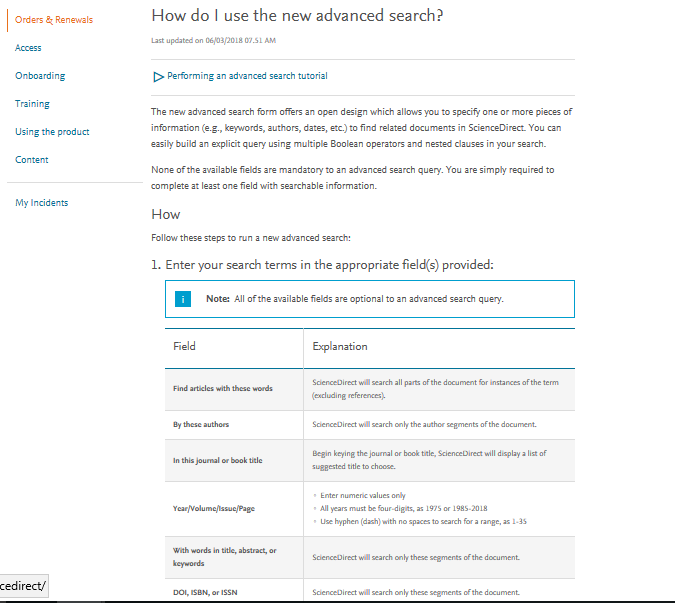 Orders & Renewals
Access
Onboarding
Training
Using the product
Content
My Incidents
How do I use the new advanced search?
Last updated on 06/03/2018 07.51 AM
Performing an advanced search tutorial
The new advanced search form offers an open design which allows you to specify one or more pieces of
information (e.g., keywords, authors, dates, etc.) to find related documents in ScienceDirect. You can
easily build an explicit query using multiple Boolean operators and nested clauses in your search.
None of the available fields are mandatory to an advanced search query. You are simply required to
complete at least one field with searchable information.
How
Follow these steps to run a new advanced search:
1. Enter your search terms in the appropriate field(s) provided:
i Note: All of the available fields are optional to an advanced search query.
Field Explanation
Find articles with these words
ScienceDirect will search all parts of the document for instances of the term
(excluding references).
By these authors
ScienceDirect will search only the author segments of the document.
In this journal or book title
Begin keying the journal or book title, ScienceDirect will display a list of
suggested title to choose.
Year/Volume/Issue/Page
Enter numeric values only
All years must be four-digits, as 1975 or 1985-2018
Use hyphen (dash) with no spaces to search for a range, as 1-35
With words in title, abstract, or
keywords
ScienceDirect will search only these segments of the document.
DOI, ISBN, or ISSN
ScienceDirect will search only these segments of the document.
cedirect/